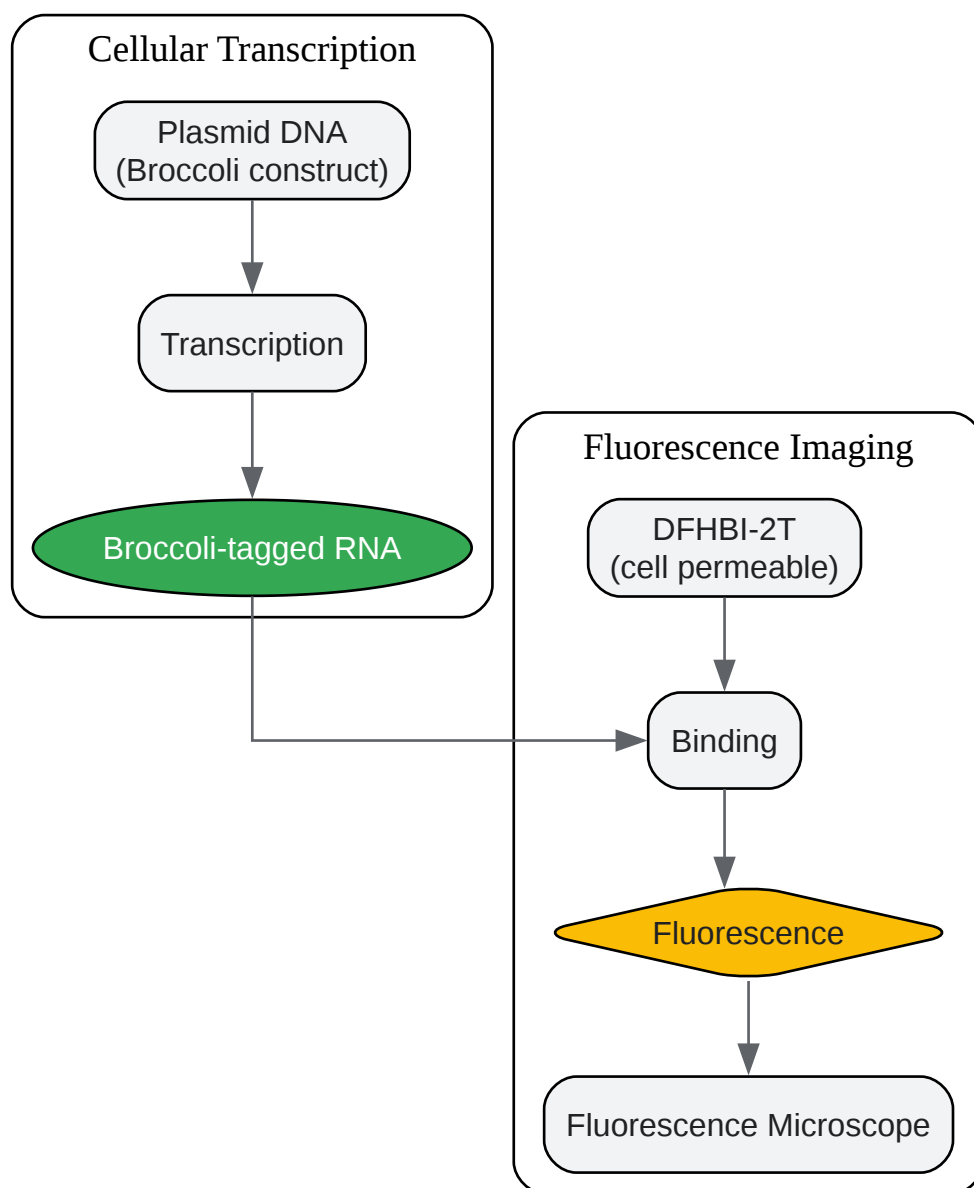 Cellular Transcription
Plasmid DNA
(Broccoli construct)
Transcription
Broccoli-tagged RNA
Fluorescence Imaging
DFHBI-2T
(cell permeable)
Binding
Fluorescence
Fluorescence Microscope